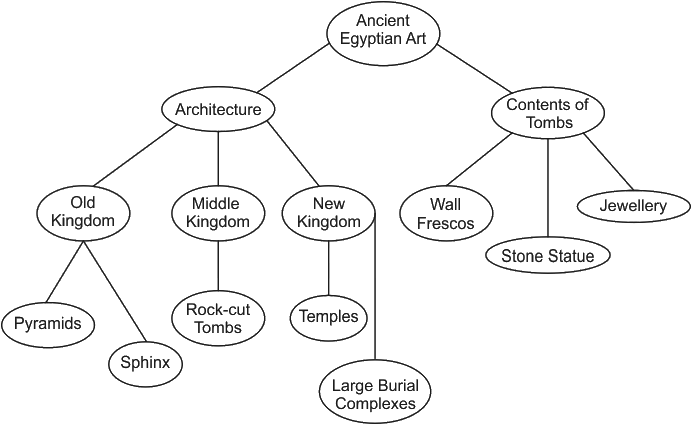 Ancient
Egyptian Art
Architecture
Contents of
Tombs
Old
Kingdom
Middle
Kingdom
New
Kingdom
Wall
Frescos
Jewellery
Stone Statue
Pyramids
Sphinx
Rock-cut
Tombs
Temples
Large Burial
Complexes